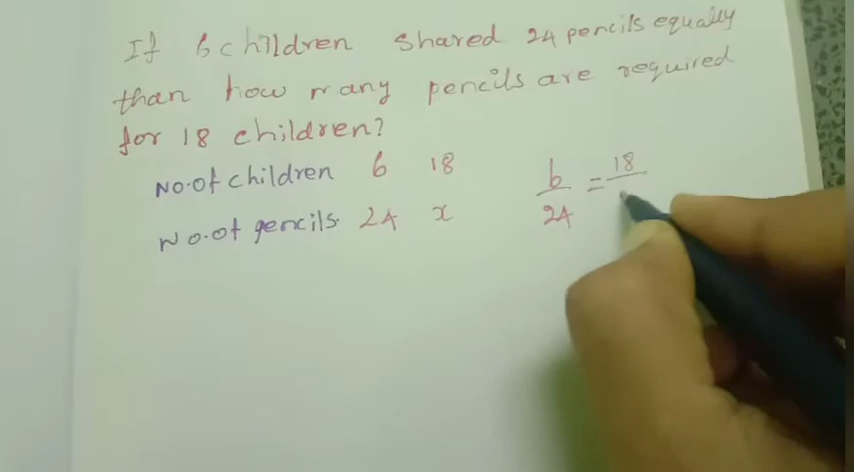 If 6 children shared 24 pencils equally
than how many pencils are required
for 18 children?
No.of children 6 18
No.of pencils. 24 x
6/24 = 18/